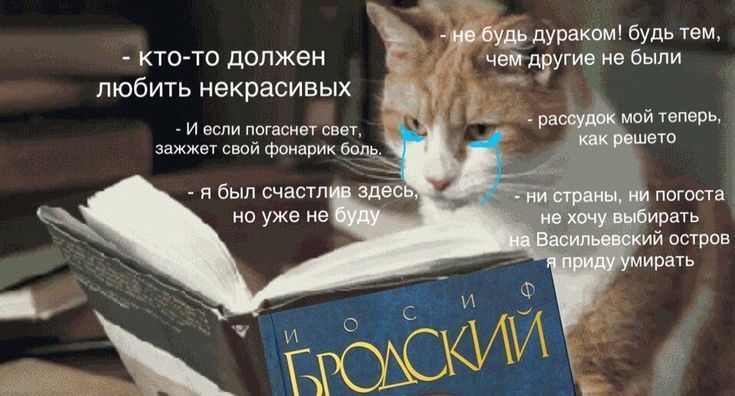 - кто-то должен
любить некрасивых
- И если погаснет свет,
зажжет свой фонарик боль.
- я был счастлив здесь,
но уже не буду
- не будь дураком! будь тем,
чем другие не были
- рассудок мой теперь,
как решето
- ни страны, ни погоста
не хочу выбирать
на Васильевский остров
я приду умирать
ИОСИФ
БРОДСКИЙ